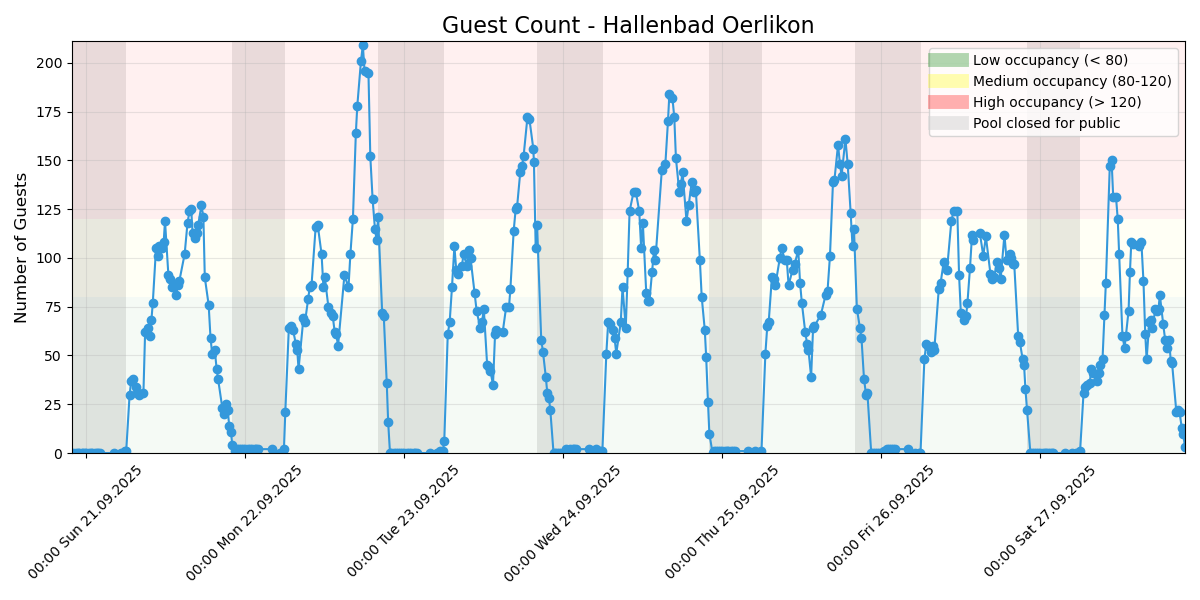 Guest Count - Hallenbad Oerlikon
Number of Guests
200
175
150
125
100
75
50
25
0
Low occupancy (< 80)
Medium occupancy (80-120)
High occupancy (> 120)
Pool closed for public
00:00 Sun 21.09.2025
00:00 Mon 22.09.2025
00:00 Tue 23.09.2025
00:00 Wed 24.09.2025
00:00 Thu 25.09.2025
00:00 Fri 26.09.2025
00:00 Sat 27.09.2025